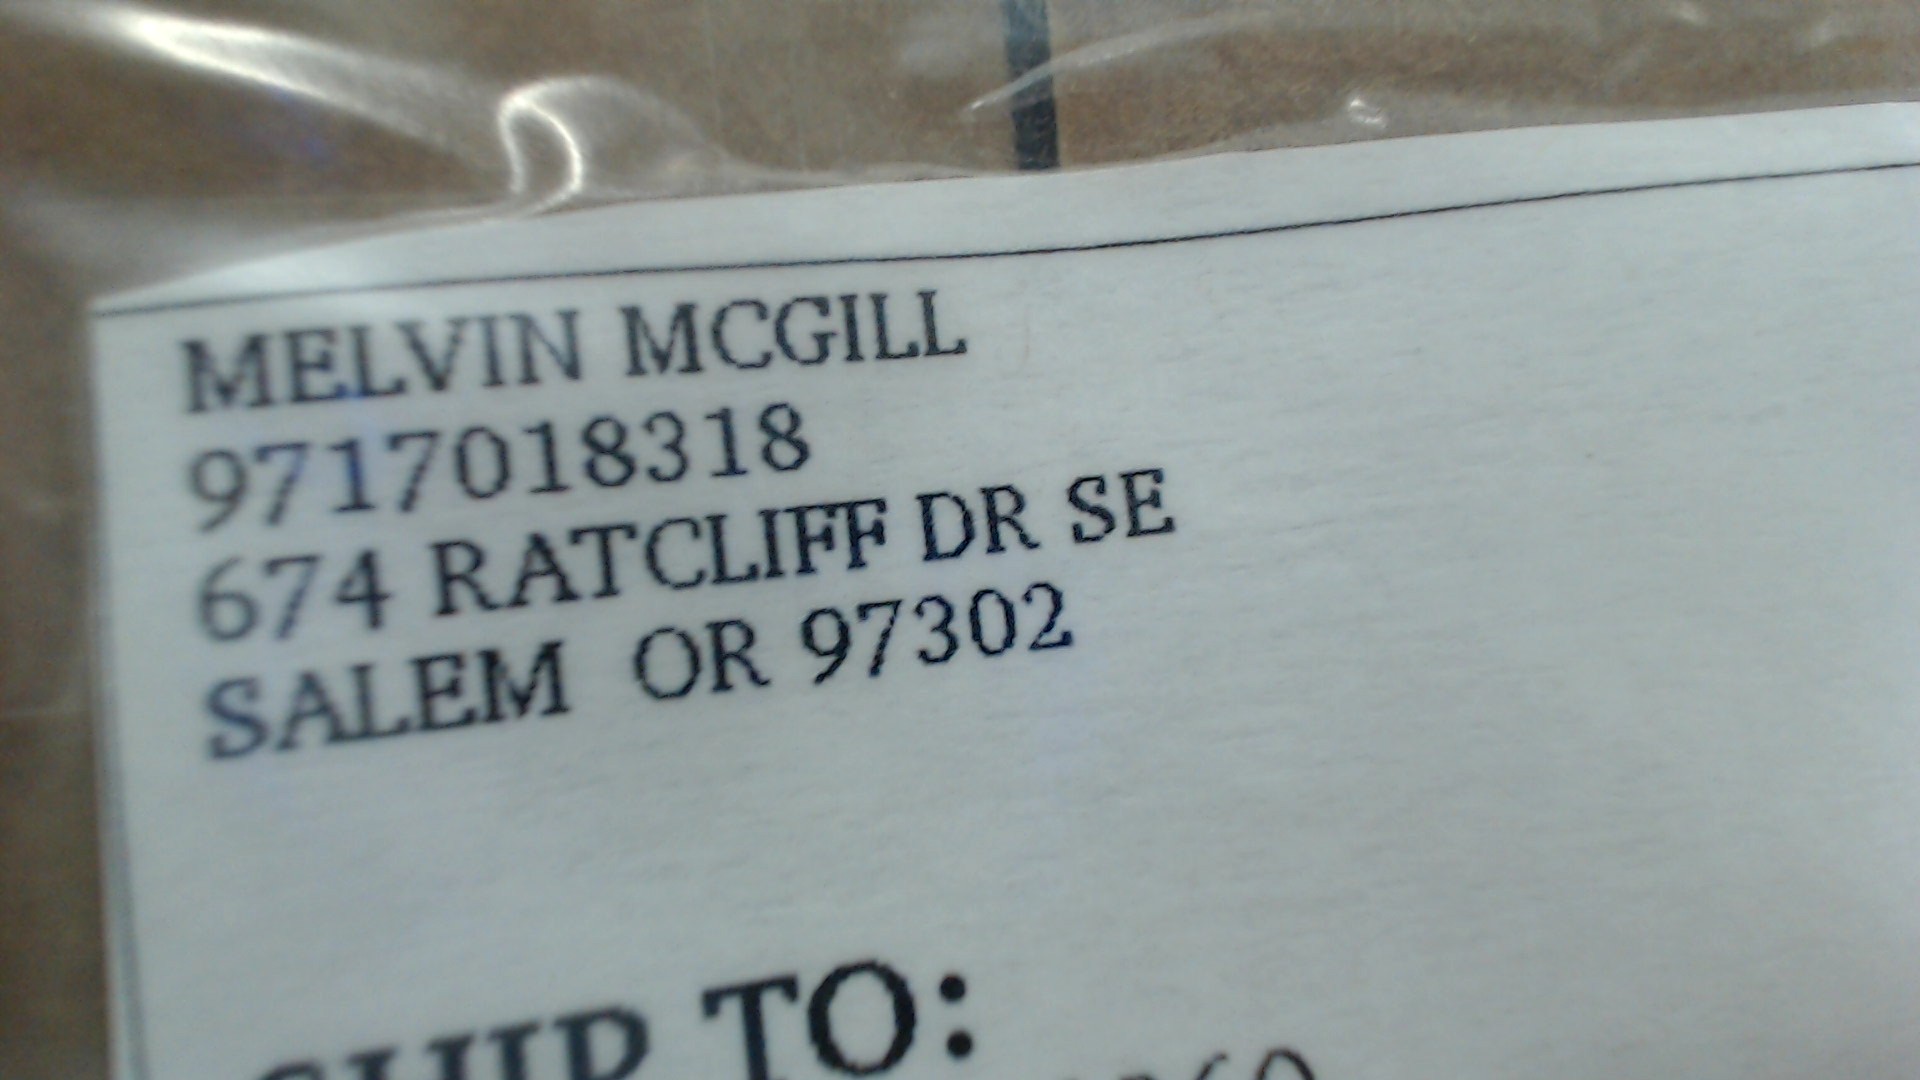 MELVIN MCGILL
9717018318
674 RATCLIFF DR SE
SALEM OR 97302
SHIP TO: